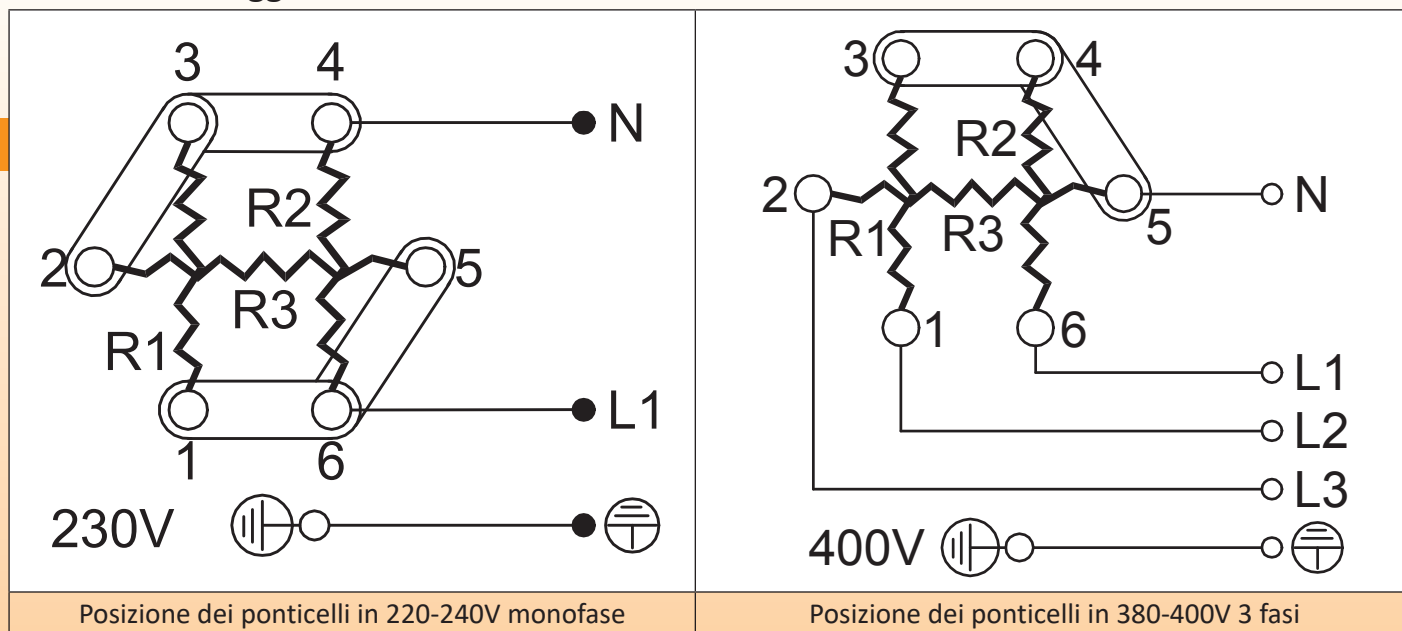 3 4
N
R2
2 5
R3
R1
L1
1 6
230V
Posizione dei ponticelli in 220-240V monofase
3 4
R2
2 N
R1 R3 5
1 6
L1
L2
L3
400V
Posizione dei ponticelli in 380-400V 3 fasi